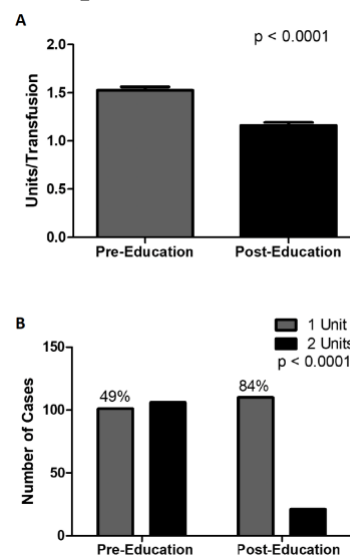 A
p < 0.0001
2.0
1.5
1.0
0.5
0.0
Units/Transfusion
Pre-Education Post-Education
B
1 Unit
2 Units
p < 0.0001
150
100
50
0
Number of Cases
49%
84%
Pre-Education Post-Education